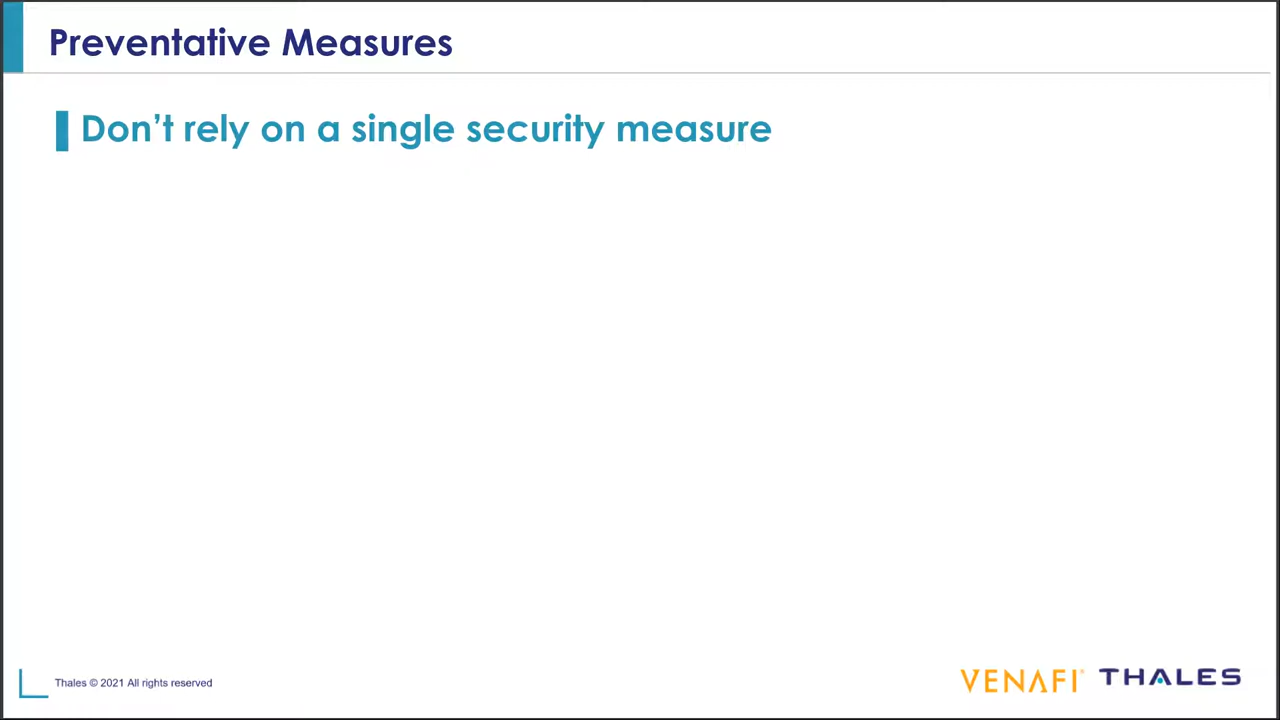 Preventative Measures
Don’t rely on a single security measure
Thales © 2021 All rights reserved
VENAFI® THALES